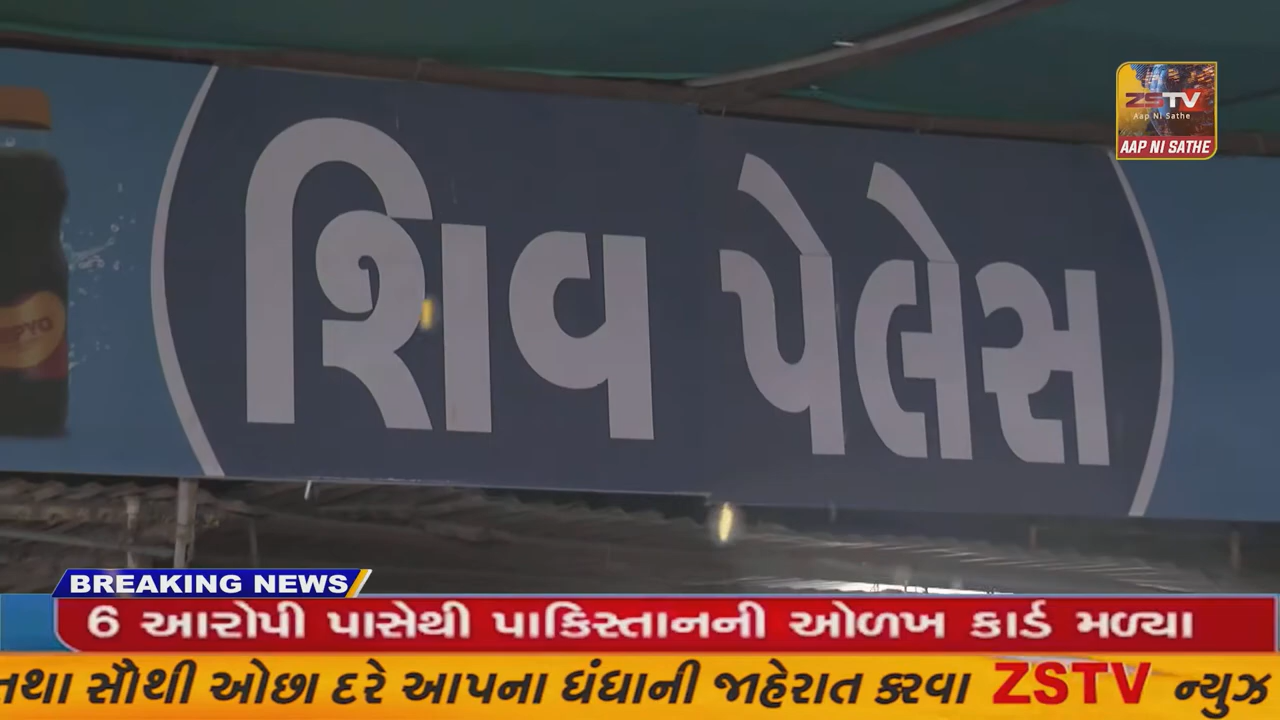 ZSTV
Aap Ni Sathe
AAP NI SATHE
શિવ પેલેસ
BREAKING NEWS
6 આરોપી પાસેથી પાકિસ્તાનની ઓળખ કાર્ડ મળ્યા
તથા સૌથી ઓછા દરે આપના ધંધાની જાહેરાત કરવા ZSTV ન્યુઝ